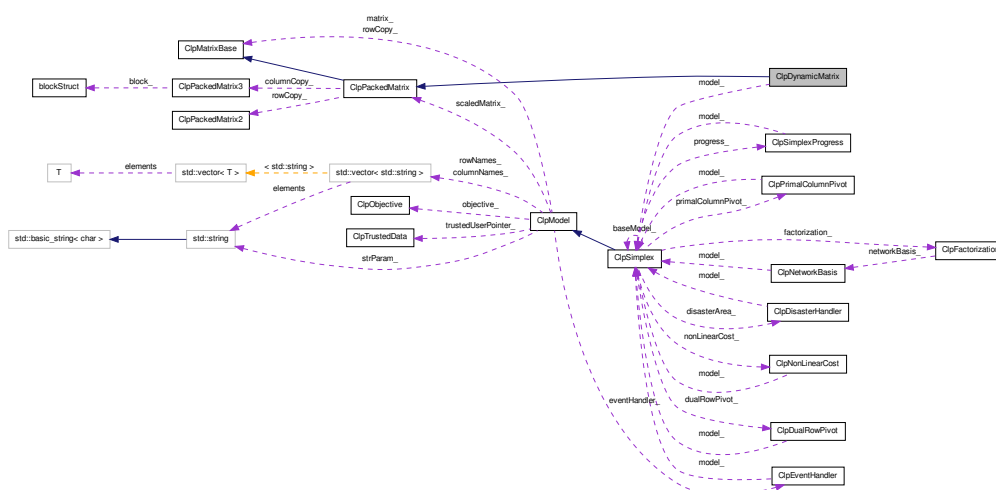 matrix_
rowCopy_
ClpMatrixBase
ClpDynamicMatrix
block_
columnCopy_
model_
blockStruct
ClpPackedMatrix3
ClpPackedMatrix
rowCopy_
scaledMatrix_
ClpPackedMatrix2
model_
progress_
ClpSimplexProgress
elements
< std::string >
rowNames_
T
std::vector< T >
std::vector< std::string >
columnNames_
model_
ClpPrimalColumnPivot
elements
primalColumnPivot_
ClpObjective
objective_
ClpModel
trustedUserPointer_
baseModel_
factorization_
std::basic_string< char >
std::string
ClpTrustedData
strParam_
ClpSimplex
model_
networkBasis_
ClpFactorization
ClpNetworkBasis
model_
disasterArea_
ClpDisasterHandler
nonLinearCost_
ClpNonLinearCost
model_
eventHandler_
dualRowPivot_
ClpDualRowPivot
model_
model_
ClpEventHandler